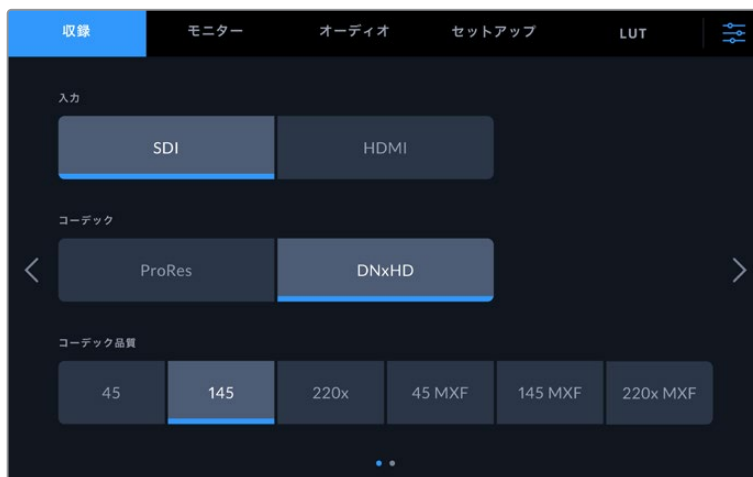 収録 モニター オーディオ セットアップ LUT
入力
SDI HDMI
コーデック
ProRes DNxHD
コーデック品質
45 145 220x 45 MXF 145 MXF 220x MXF